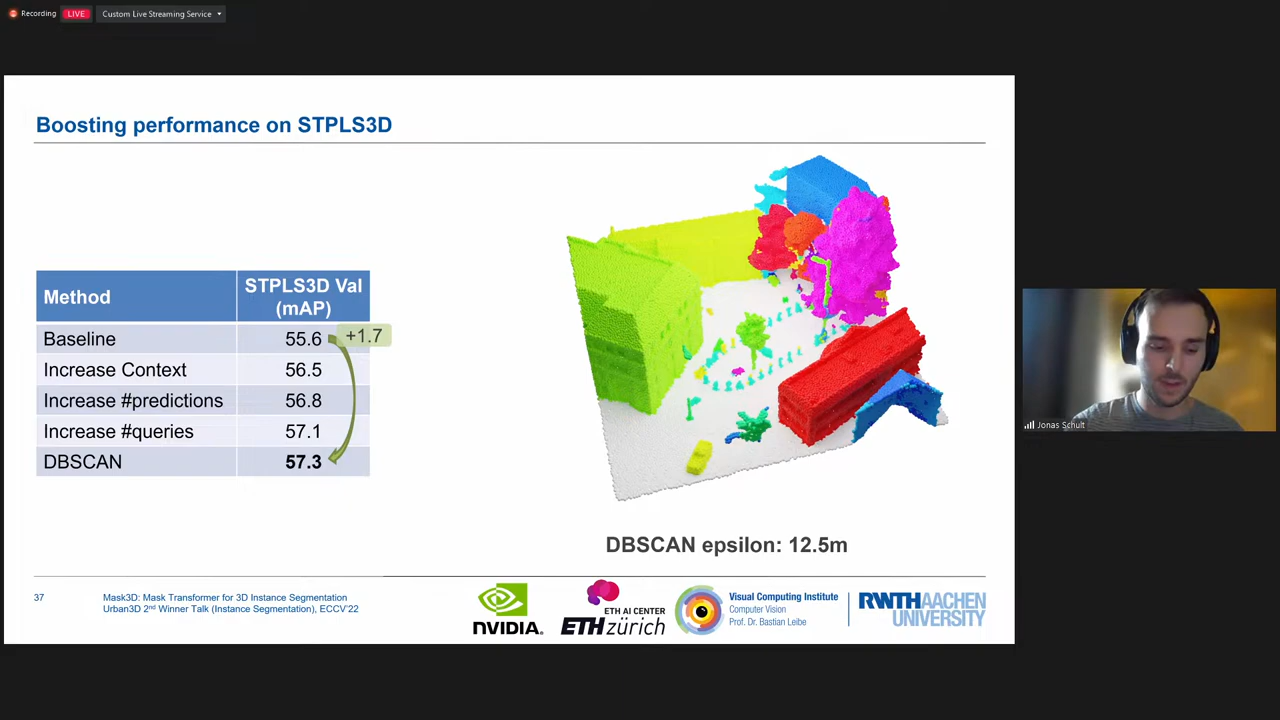 Recording
LIVE
Custom Live Streaming Service
Boosting performance on STPLS3D
Method
STPLS3D Val
(mAP)
Baseline 55.6
+1.7
Increase Context 56.5
Increase #predictions 56.8
Increase #queries 57.1
DBSCAN 57.3
DBSCAN epsilon: 12.5m
Jonas Schult
37
Mask3D: Mask Transformer for 3D Instance Segmentation
Urban3D 2nd Winner Talk (Instance Segmentation), ECCV'22
NVIDIA.
ETH AI CENTER
ETH zürich
Visual Computing Institute
Computer Vision
Prof. Dr. Bastian Leibe
RWTH AACHEN
UNIVERSITY